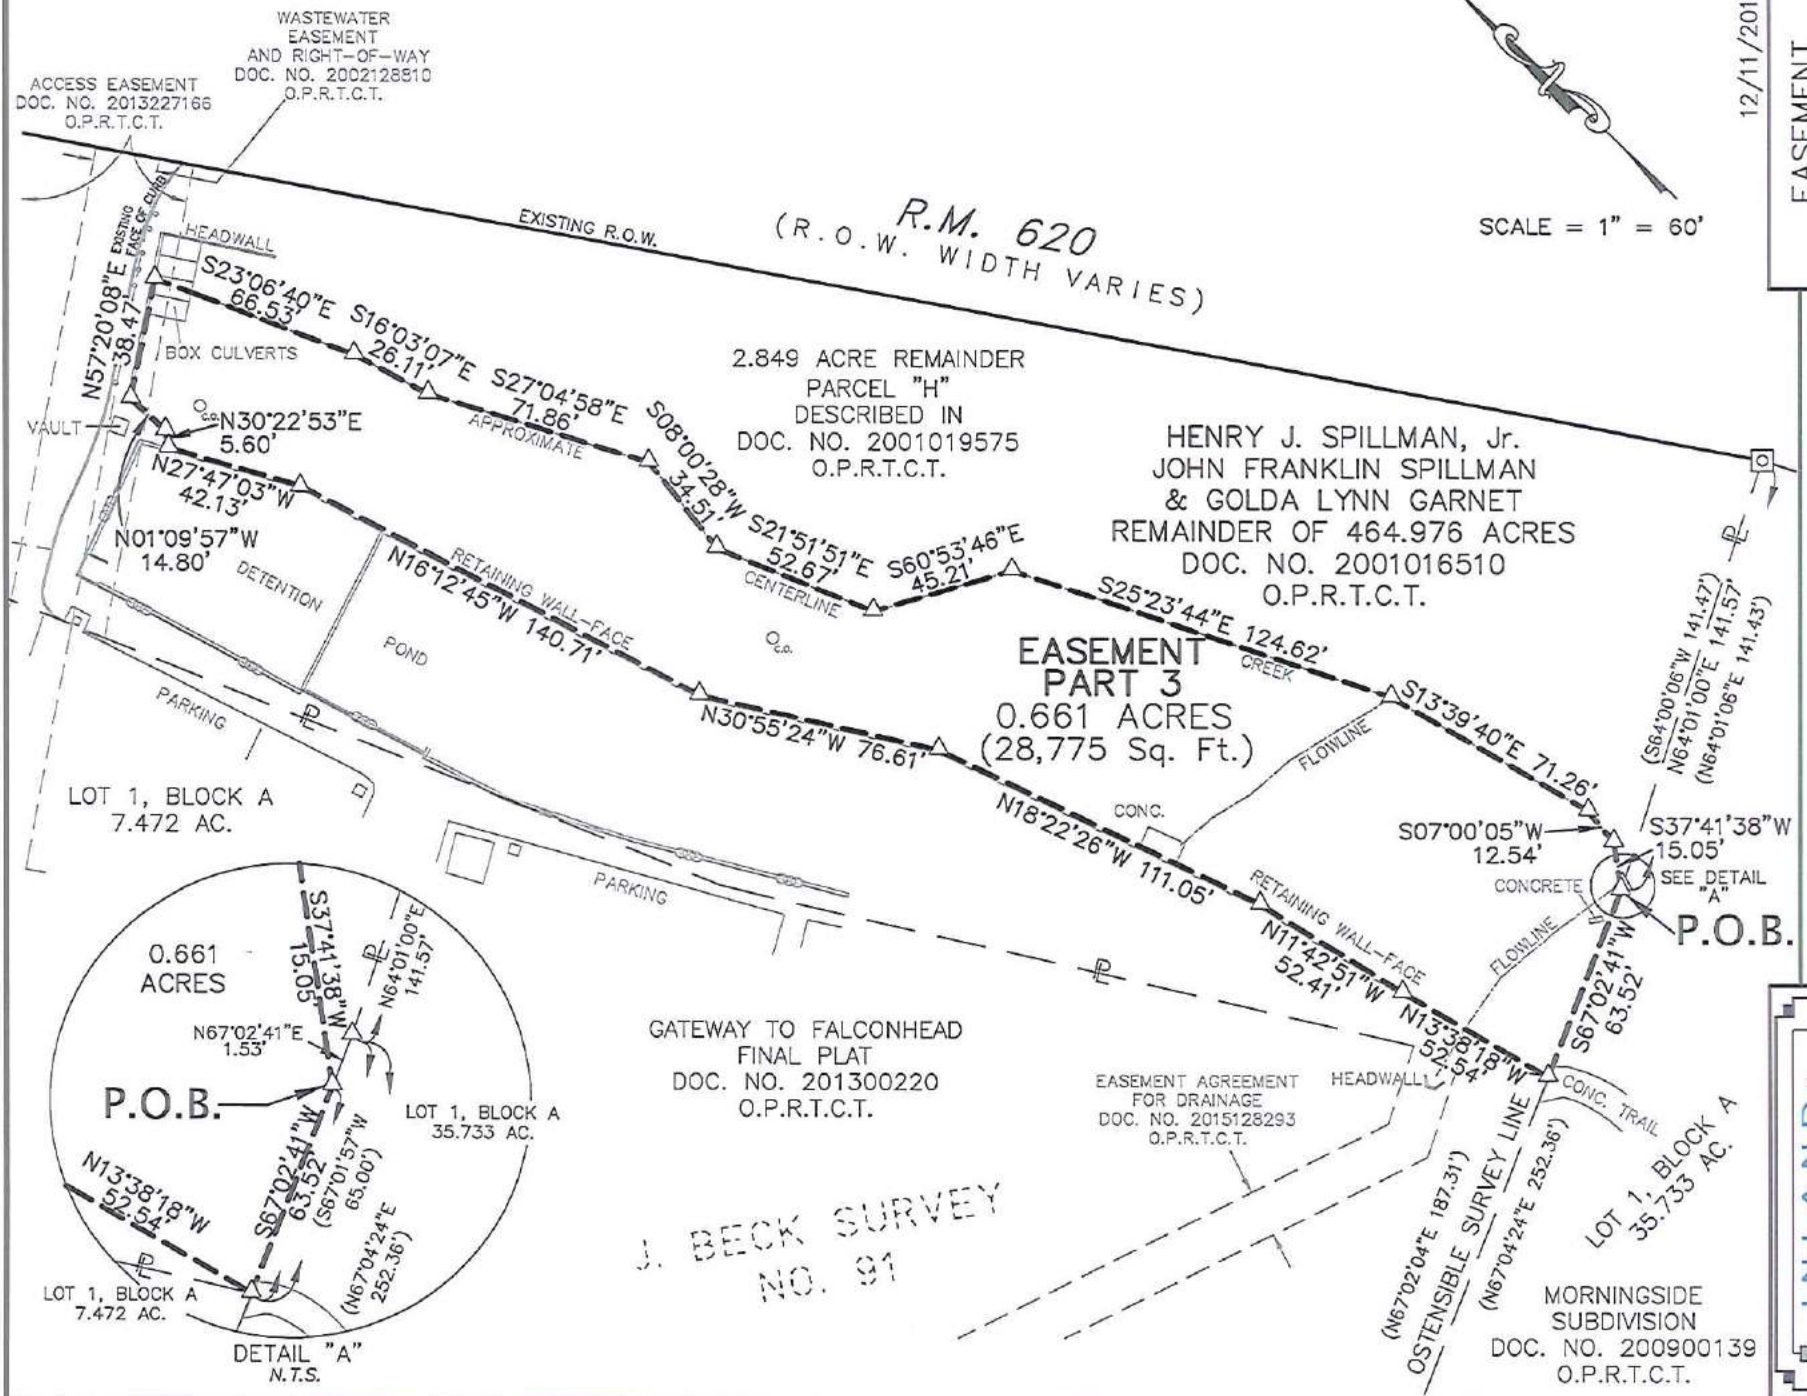 WASTEWATER
EASEMENT
AND RIGHT-OF-WAY
DOC. NO. 2002128810
O.P.R.T.C.T.
ACCESS EASEMENT
DOC. NO. 2013227166
O.P.R.T.C.T.
12/11/201
EASEMENT
SCALE = 1" = 60'
EXISTING R.O.W.
R.M. 620
(R.O.W. WIDTH VARIES)
EXISTING
FACE OF CURB
HEADWALL
S23°06'40"E
66.53'
S16°03'07"E
26.11'
S27°04'58"E
71.86'
APPROXIMATE
N57°20'08"E
38.47'
BOX CULVERTS
VAULT
C.O.
N30°22'53"E
5.60'
N27°47'03"W
42.13'
N01°09'57"W
14.80'
2.849 ACRE REMAINDER
PARCEL "H"
DESCRIBED IN
DOC. NO. 2001019575
O.P.R.T.C.T.
S08°00'28"W
34.51'
S21°51'51"E
52.67'
CENTERLINE
S60°53'46"E
45.21'
HENRY J. SPILLMAN, Jr.
JOHN FRANKLIN SPILLMAN
& GOLDA LYNN GARNET
REMAINDER OF 464.976 ACRES
DOC. NO. 2001016510
O.P.R.T.C.T.
S25°23'44"E 124.62'
CREEK
P
L
(S64°00'06"W 141.47')
N64°01'00"E 141.57'
(N64°01'06"E 141.43')
DETENTION
POND
RETAINING WALL-FACE
N16°12'45"W 140.71'
C.O.
EASEMENT
PART 3
0.661 ACRES
(28,775 Sq. Ft.)
N30°55'24"W 76.61'
PARKING
P
L
LOT 1, BLOCK A
7.472 AC.
PARKING
FLOWLINE
CONC.
S13°39'40"E 71.26'
S07°00'05"W
12.54'
S37°41'38"W
15.05'
SEE DETAIL
"A"
CONCRETE
P.O.B.
N18°22'26"W 111.05'
RETAINING WALL-FACE
N11°42'51"W
52.41'
FLOWLINE
S67°02'41"W
63.52'
N13°38'18"W
52.54'
HEADWALL
CONC. TRAIL
P
L
0.661
ACRES
S37°41'38"W
15.05'
P
L
N64°01'00"E
141.57'
N67°02'41"E
1.53'
P.O.B.
LOT 1, BLOCK A
35.733 AC.
S67°02'41"W
63.52'
(S67°01'57"W
65.00')
(N67°04'24"E
252.36')
N13°38'18"W
52.54'
P
L
LOT 1, BLOCK A
7.472 AC.
DETAIL "A"
N.T.S.
GATEWAY TO FALCONHEAD
FINAL PLAT
DOC. NO. 201300220
O.P.R.T.C.T.
EASEMENT AGREEMENT
FOR DRAINAGE
DOC. NO. 2015128293
O.P.R.T.C.T.
J. BECK SURVEY
NO. 91
(N67°02'04"E 187.31')
OSTENSIBLE SURVEY LINE
(N67°04'24"E 252.36')
LOT 1, BLOCK A
35.733 AC.
MORNINGSIDE
SUBDIVISION
DOC. NO. 200900139
O.P.R.T.C.T.